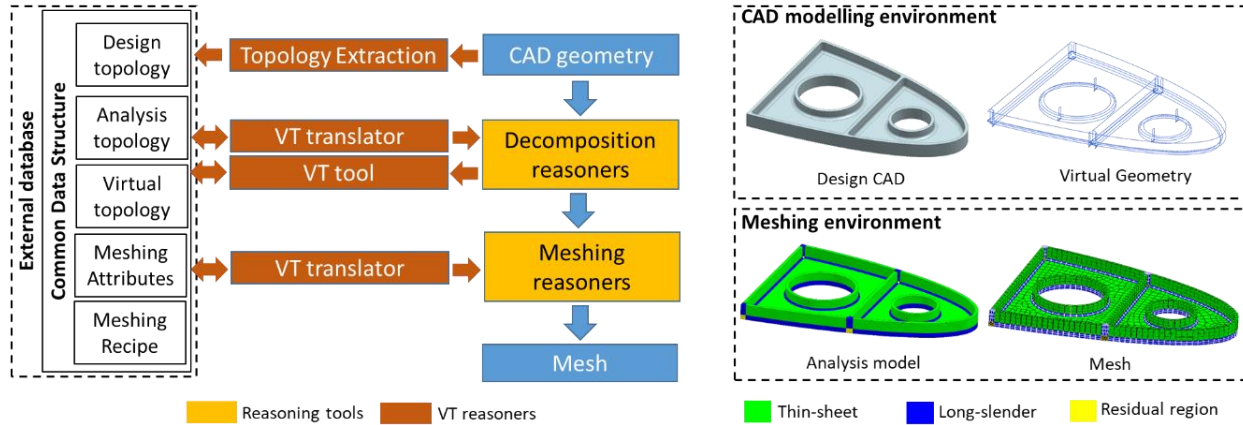 External database
Common Data Structure
Design
topology
Analysis
topology
Virtual
topology
Meshing
Attributes
Meshing
Recipe
Topology Extraction
CAD geometry
VT translator
VT tool
Decomposition
reasoners
VT translator
Meshing
reasoners
Mesh
Reasoning tools
VT reasoners
CAD modelling environment
Design CAD
Virtual Geometry
Meshing environment
Analysis model
Mesh
Thin-sheet
Long-slender
Residual region